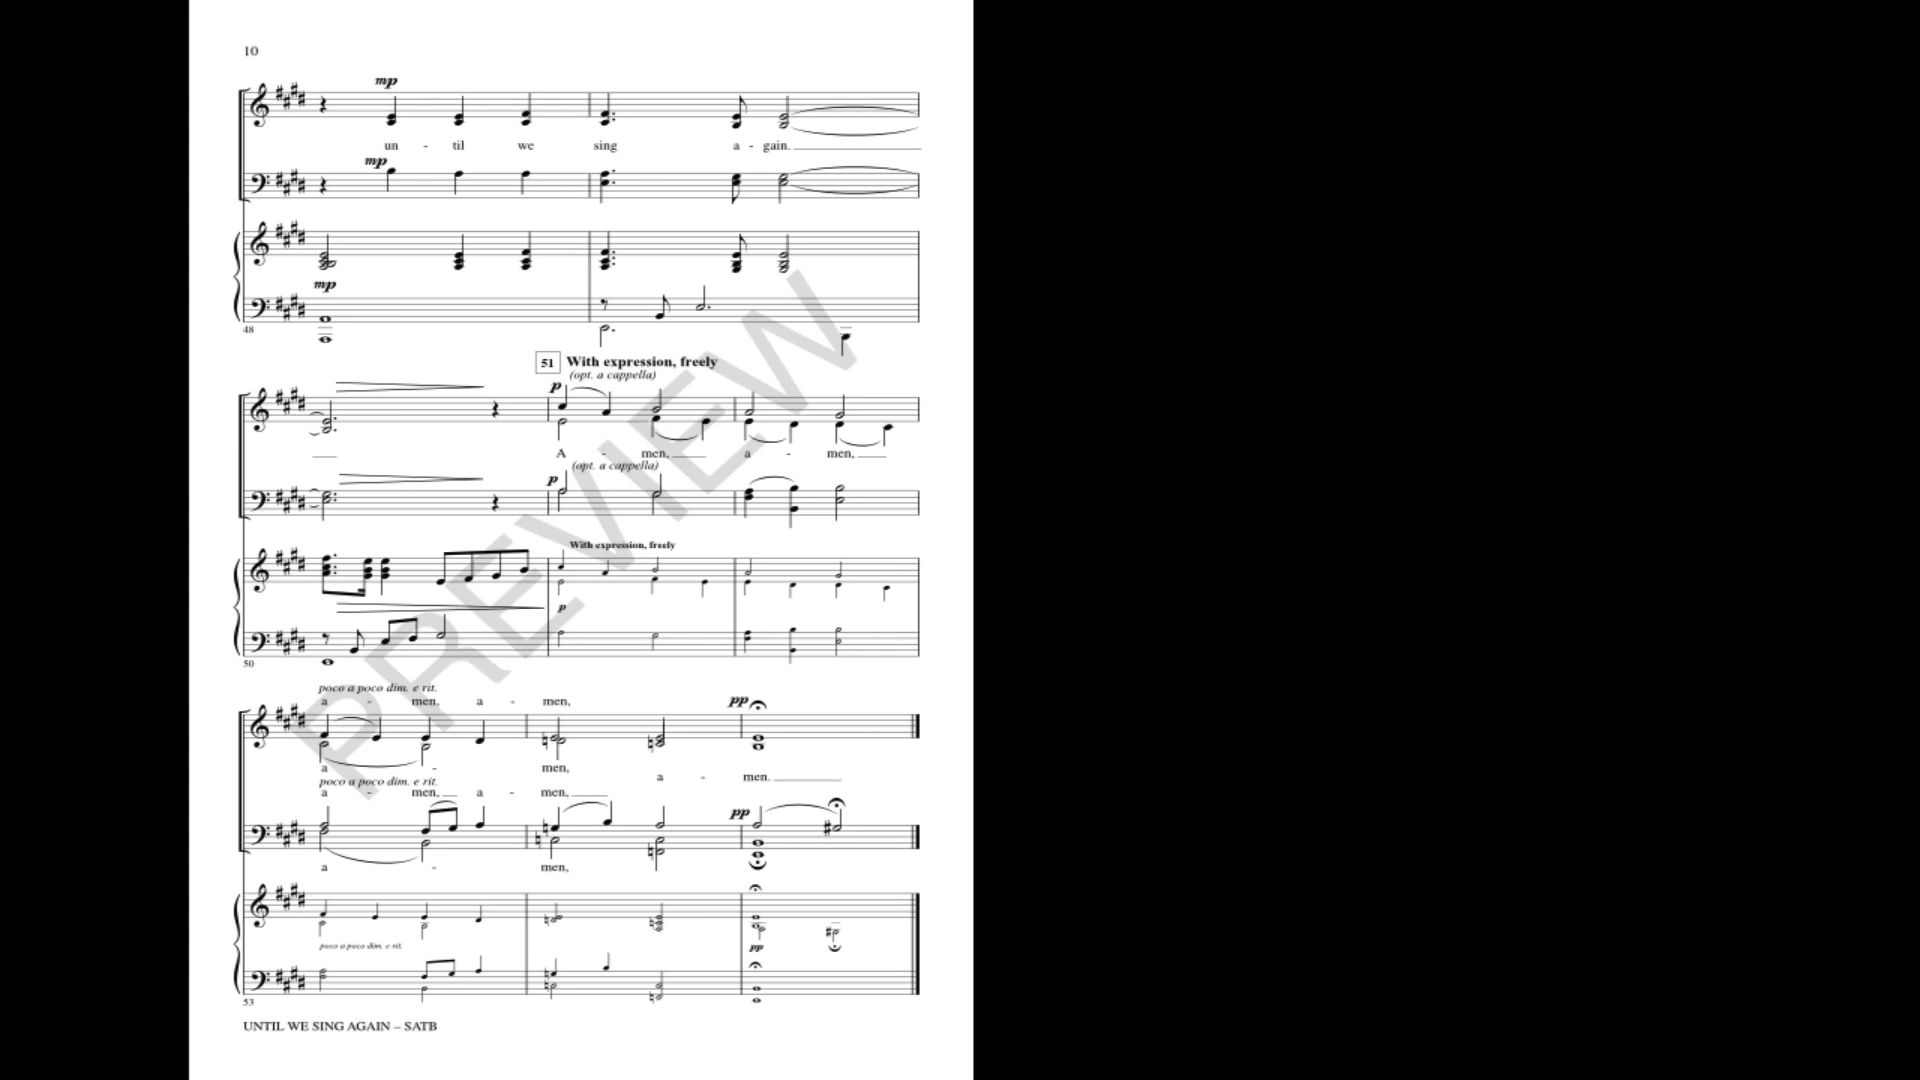 10
mp
un - til we sing a - gain.
mp
mp
48
51 With expression, freely
(opt. a cappella)
p
A - men, a - men,
(opt. a cappella)
p
With expression, freely
p
50
poco a poco dim. e rit.
a - men, a - men,
pp
a - men,
a - men.
poco a poco dim. e rit.
a - men, a - men,
pp
a - men,
poco a poco dim. e rit.
pp
53
UNTIL WE SING AGAIN – SATB
PREVIEW